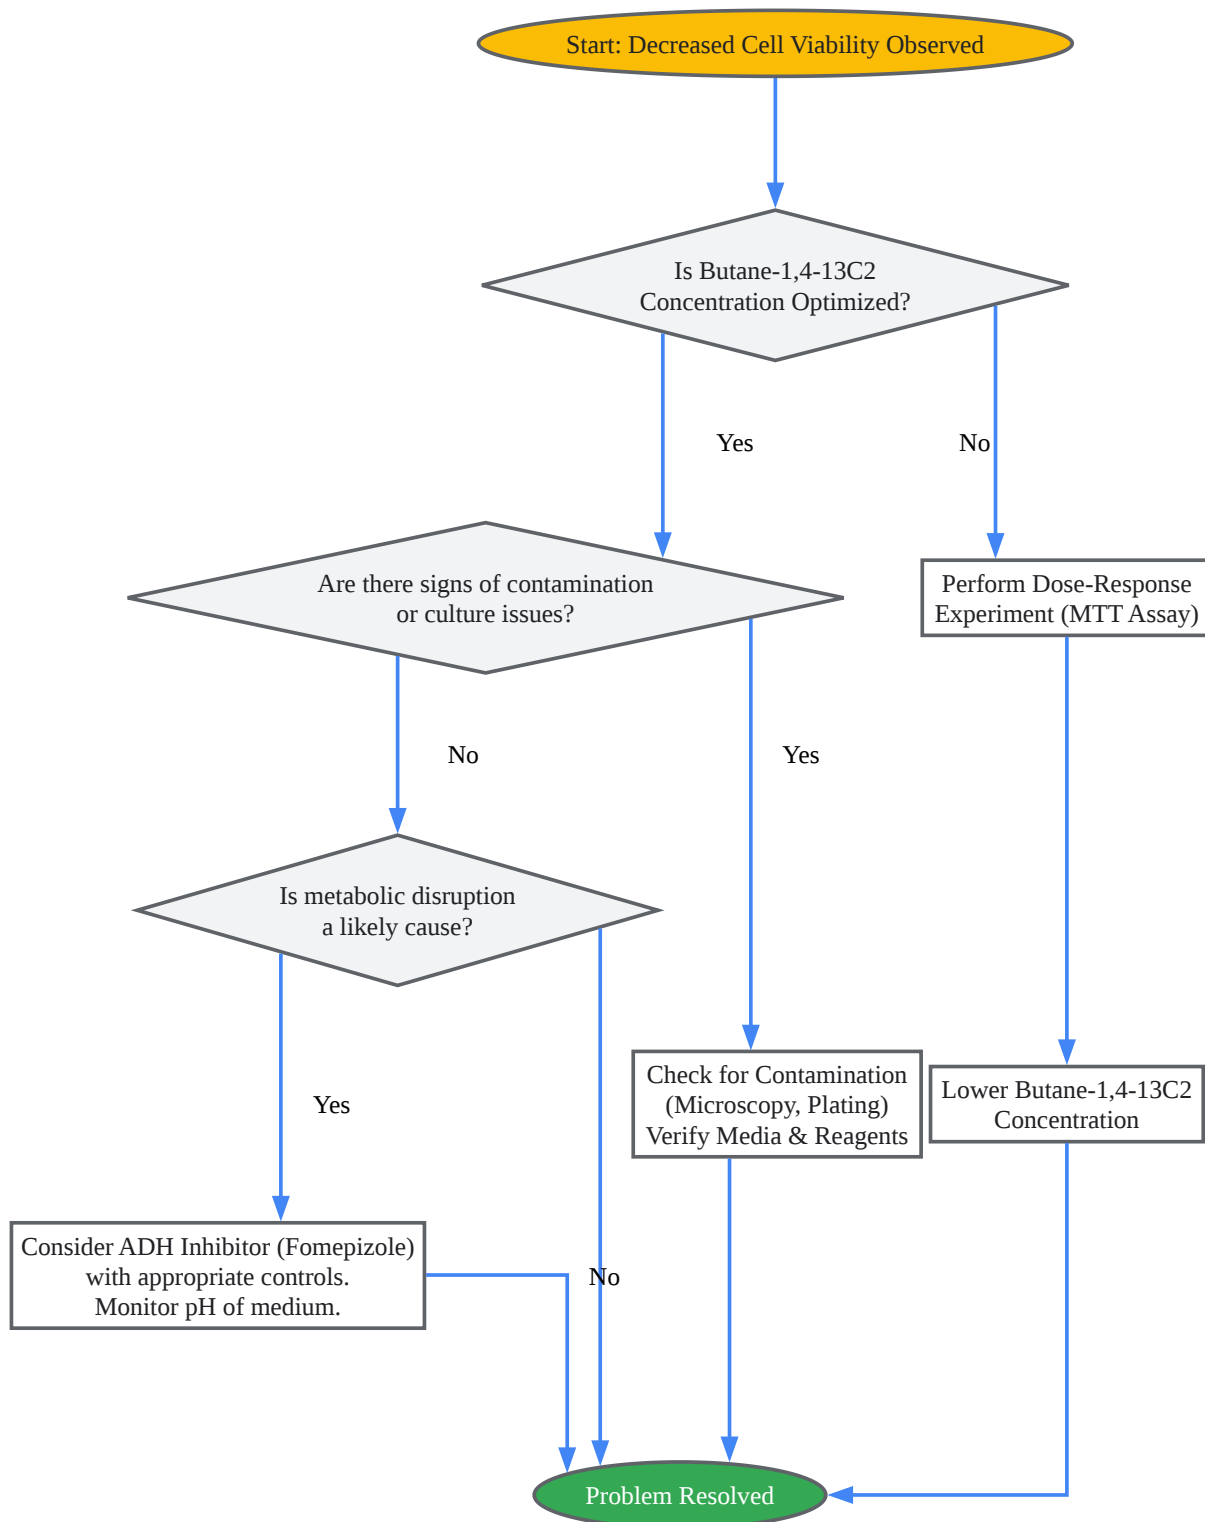 Start: Decreased Cell Viability Observed
Is Butane-1,4-13C2
Concentration Optimized?
Yes
No
Are there signs of contamination
or culture issues?
Perform Dose-Response
Experiment (MTT Assay)
No
Yes
Is metabolic disruption
a likely cause?
Yes
Check for Contamination
(Microscopy, Plating)
Verify Media & Reagents
Lower Butane-1,4-13C2
Concentration
Consider ADH Inhibitor (Fomepizole)
with appropriate controls.
Monitor pH of medium.
No
Problem Resolved